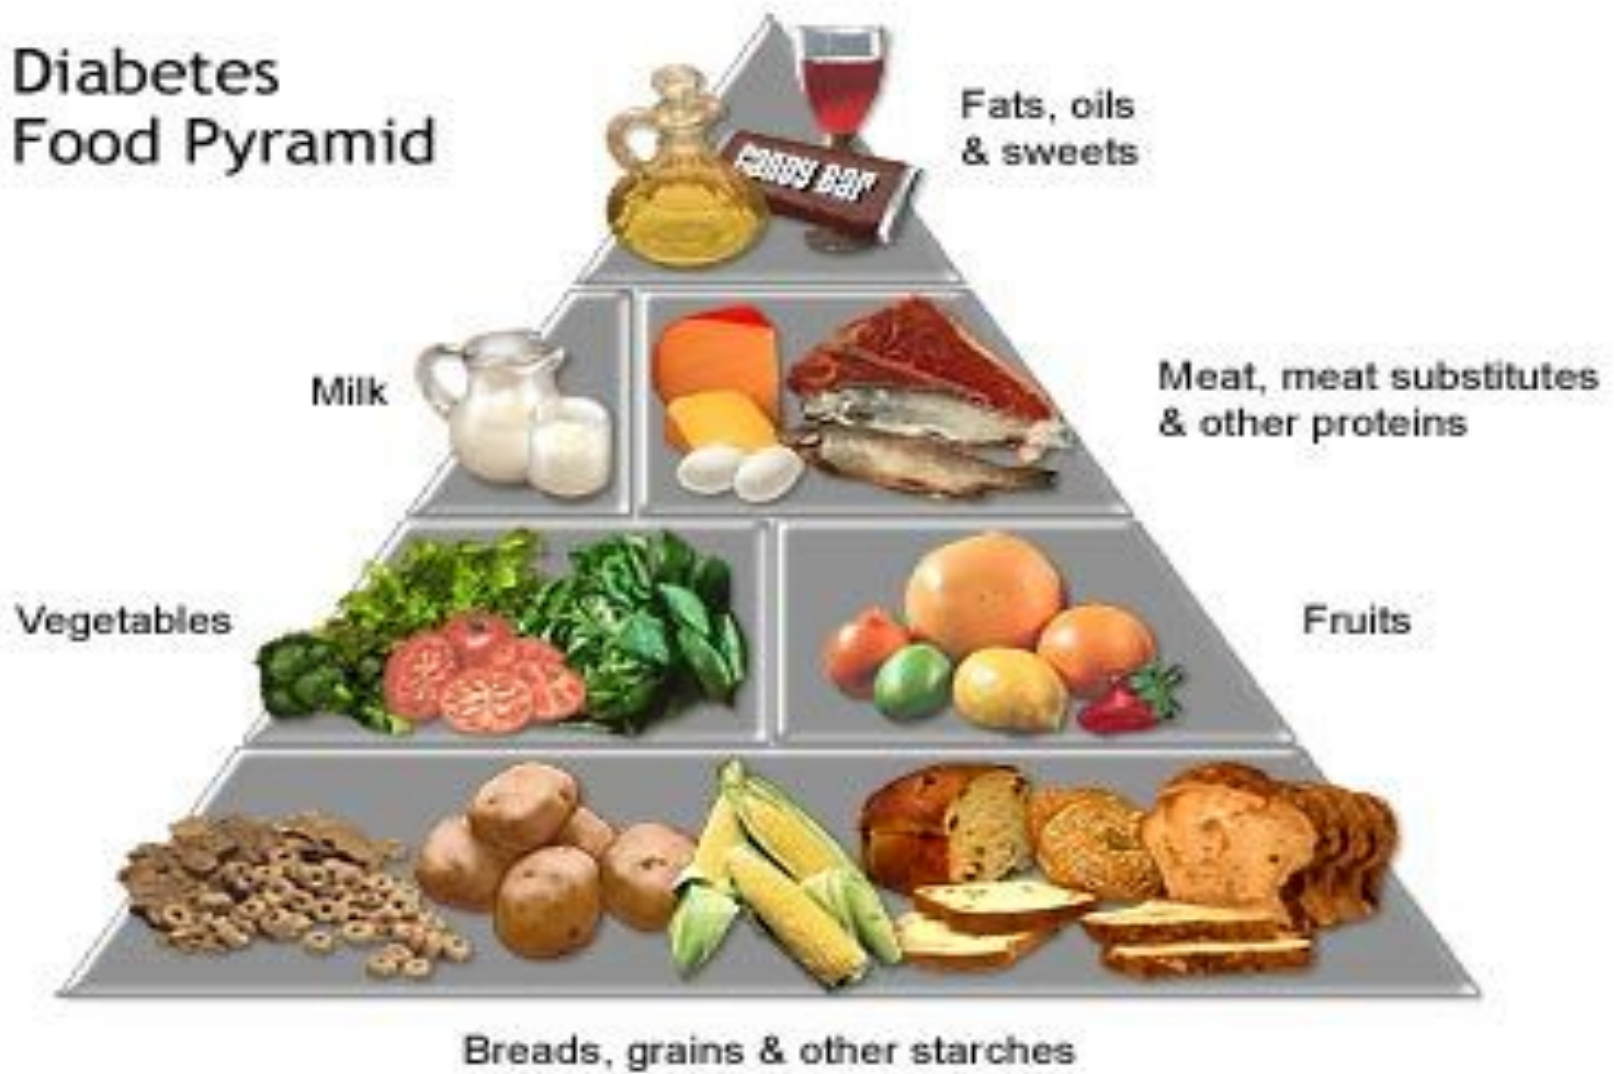 Diabetes
Food Pyramid
Fats, oils
& sweets
candy bar
Milk
Meat, meat substitutes
& other proteins
Vegetables
Fruits
Breads, grains & other starches